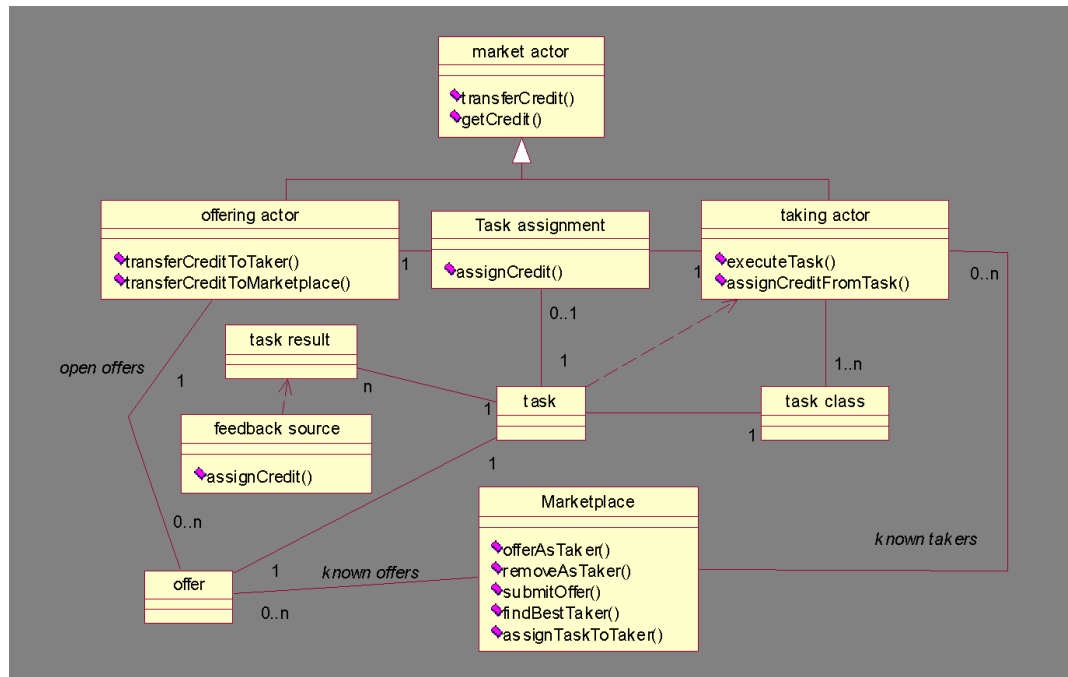 market actor
transferCredit()
getCredit()
offering actor
transferCreditToTaker()
transferCreditToMarketplace()
Task assignment
assignCredit()
taking actor
executeTask()
assignCreditFromTask()
1
1
0..n
0..1
task result
open offers
1
n
1
1..n
task
task class
1
1
feedback source
assignCredit()
1
Marketplace
offerAsTaker()
removeAsTaker()
submitOffer()
findBestTaker()
assignTaskToTaker()
0..n
known takers
offer
1
known offers
0..n